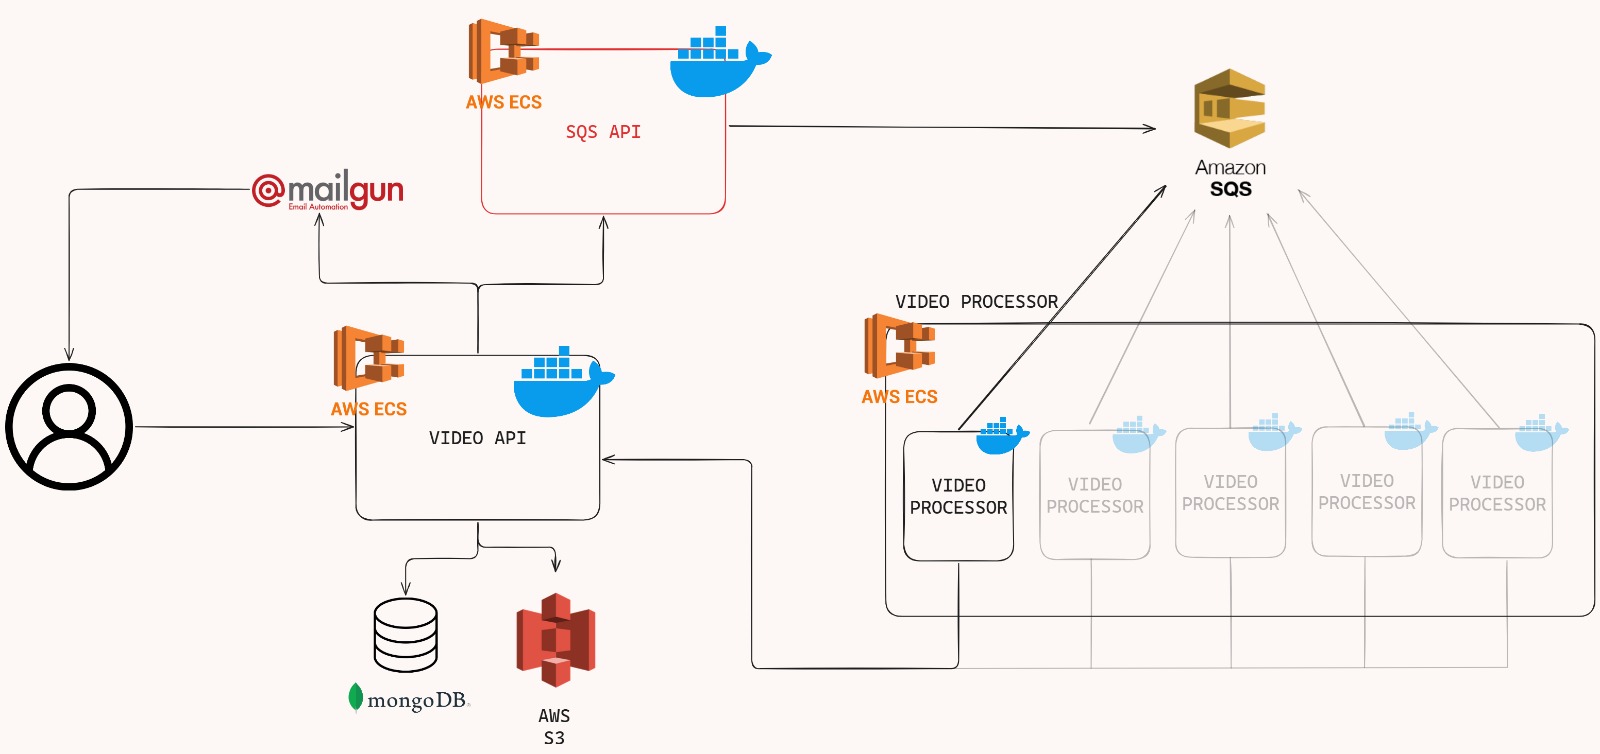 AWS ECS
SQS API
Amazon
SQS
@mailgun
Email Automation
VIDEO PROCESSOR
AWS ECS
AWS ECS
VIDEO API
VIDEO
PROCESSOR
VIDEO
PROCESSOR
VIDEO
PROCESSOR
VIDEO
PROCESSOR
VIDEO
PROCESSOR
mongoDB
AWS
S3